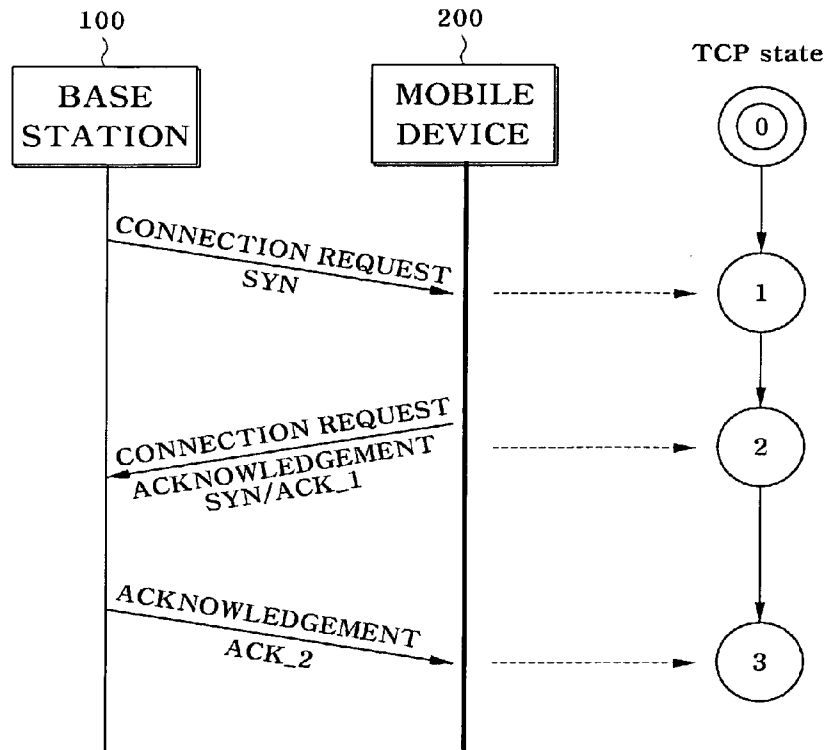 100
200
TCP state
BASE
STATION
MOBILE
DEVICE
0
CONNECTION REQUEST
SYN
1
CONNECTION REQUEST
ACKNOWLEDGEMENT
SYN/ACK_1
2
ACKNOWLEDGEMENT
ACK_2
3